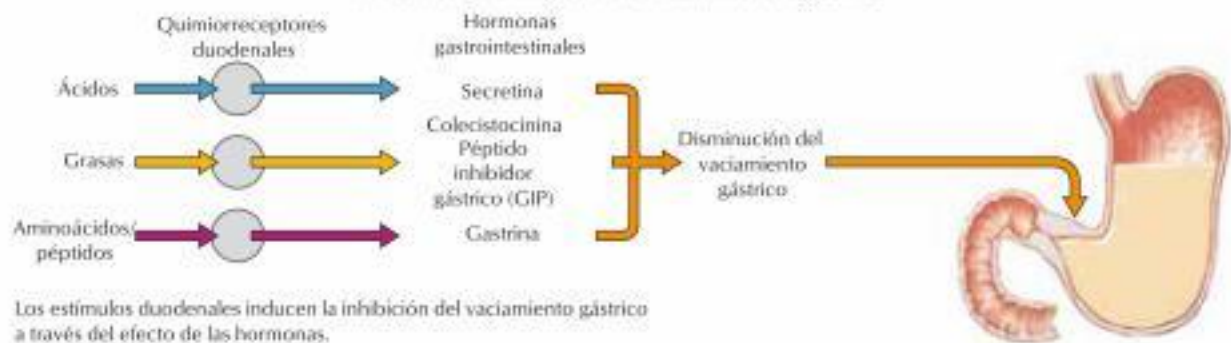 Quimiorreceptores
duodenales
Hormonas
gastrointestinales
Ácidos
Secretina
Grasas
Colecistocinina
Péptido
inhibidor
gástrico (GIP)
Disminución del
vaciamiento
gástrico
Aminoácidos/
péptidos
Gastrina
Los estímulos duodenales inducen la inhibición del vaciamiento gástrico
a través del efecto de las hormonas.